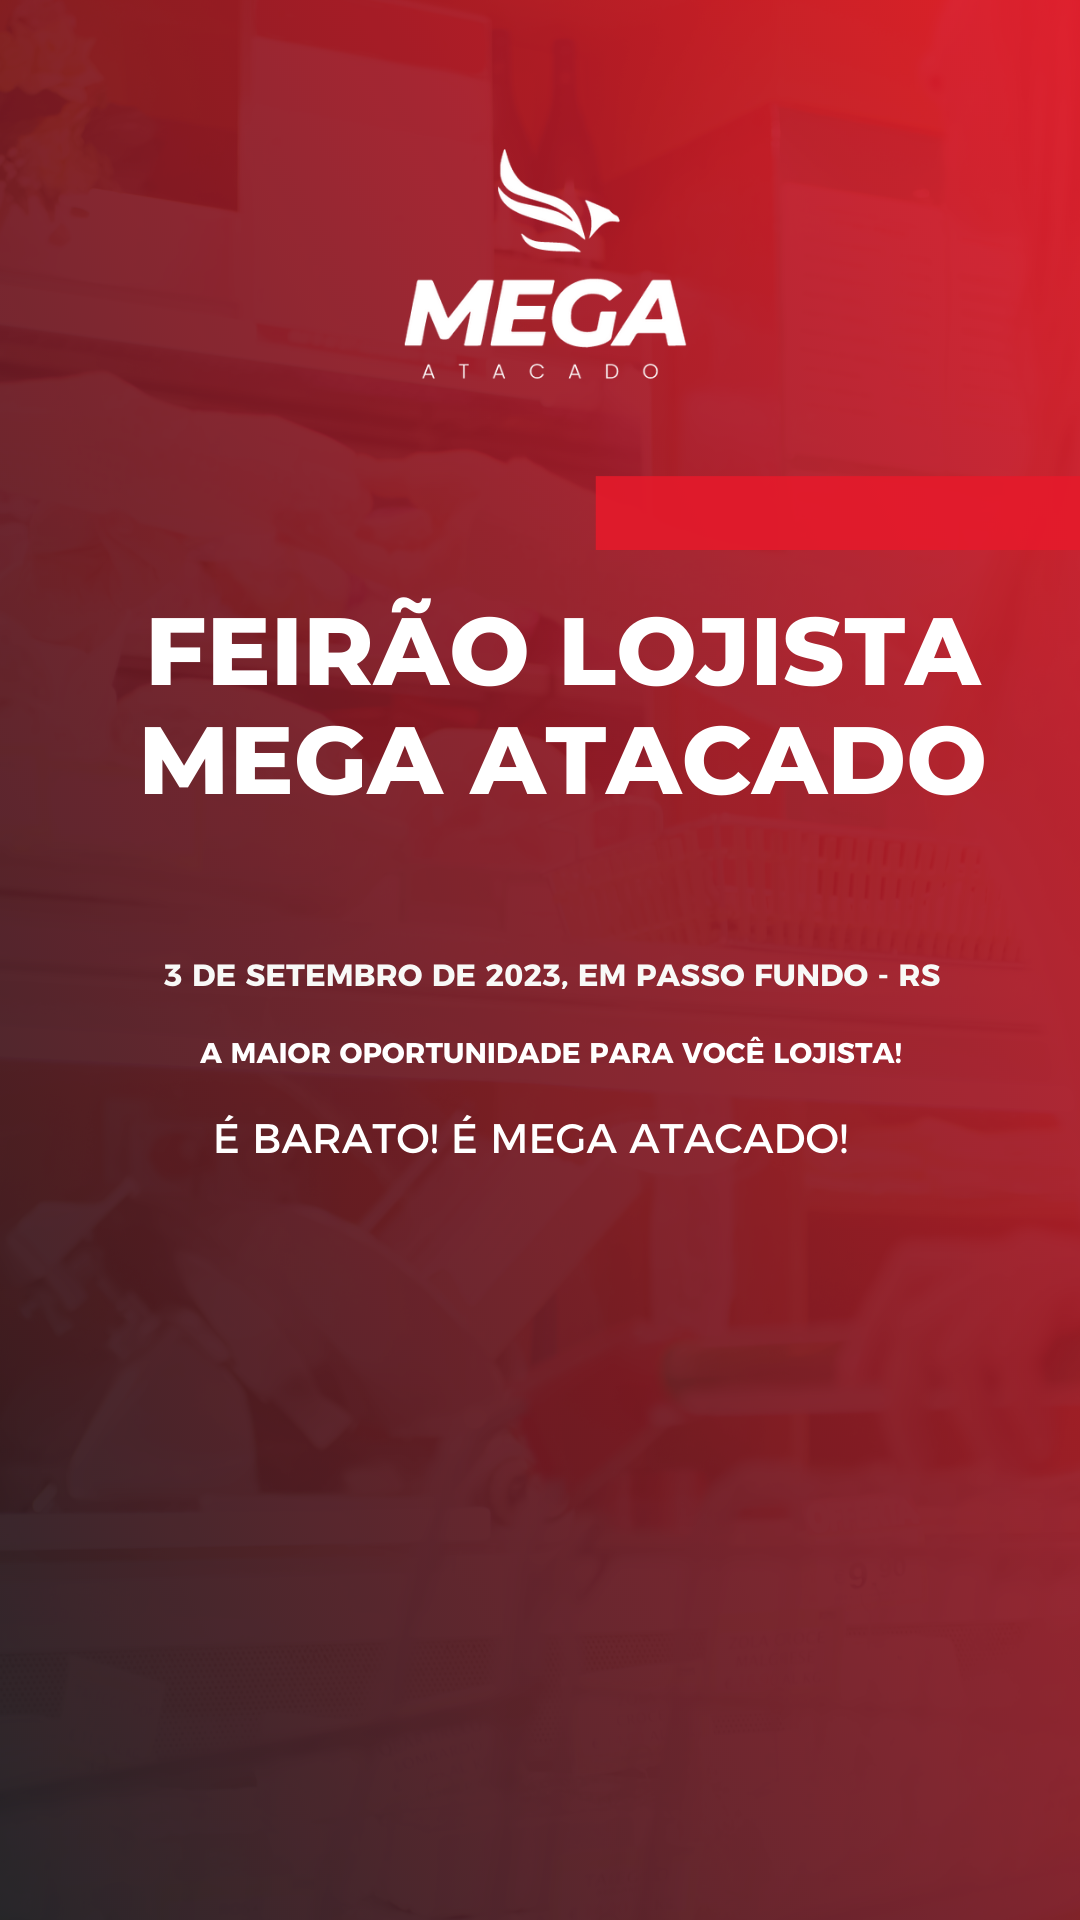 MEGA
ATACADO
FEIRÃO LOJISTA
MEGA ATACADO
3 DE SETEMBRO DE 2023, EM PASSO FUNDO - RS
A MAIOR OPORTUNIDADE PARA VOCÊ LOJISTA!
É BARATO! É MEGA ATACADO!